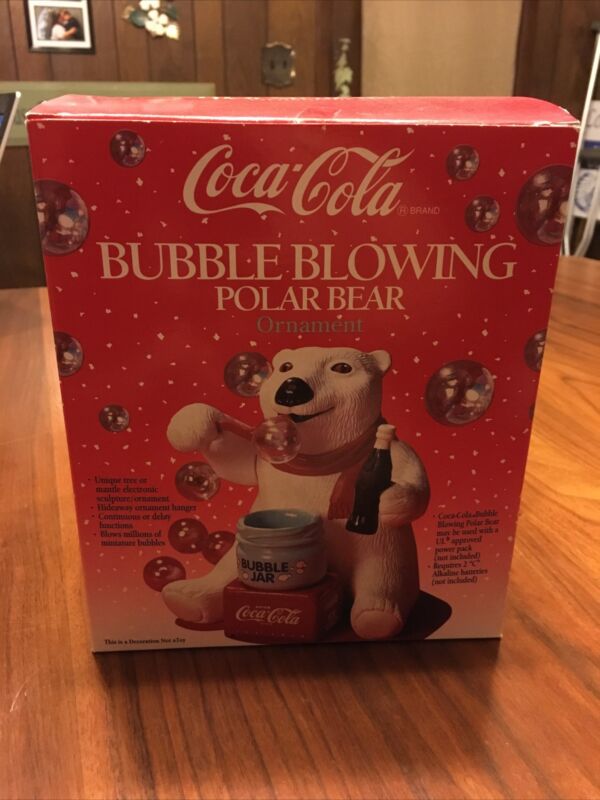 Coca-Cola ® BRAND
BUBBLE BLOWING
POLAR BEAR
Ornament
· Unique tree or
mantle electronic
sculpture/ornament
· Hideaway ornament hanger
· Continuous or delay
functions
· Blows millions of
miniature bubbles
· Coca-Cola® Bubble
Blowing Polar Bear
may be used with a
UL® approved
power pack
(not included)
· Requires 2 "C"
Alkaline batteries
(not included)
BUBBLE
JAR
Coca-Cola
This is a Decoration Not a Toy